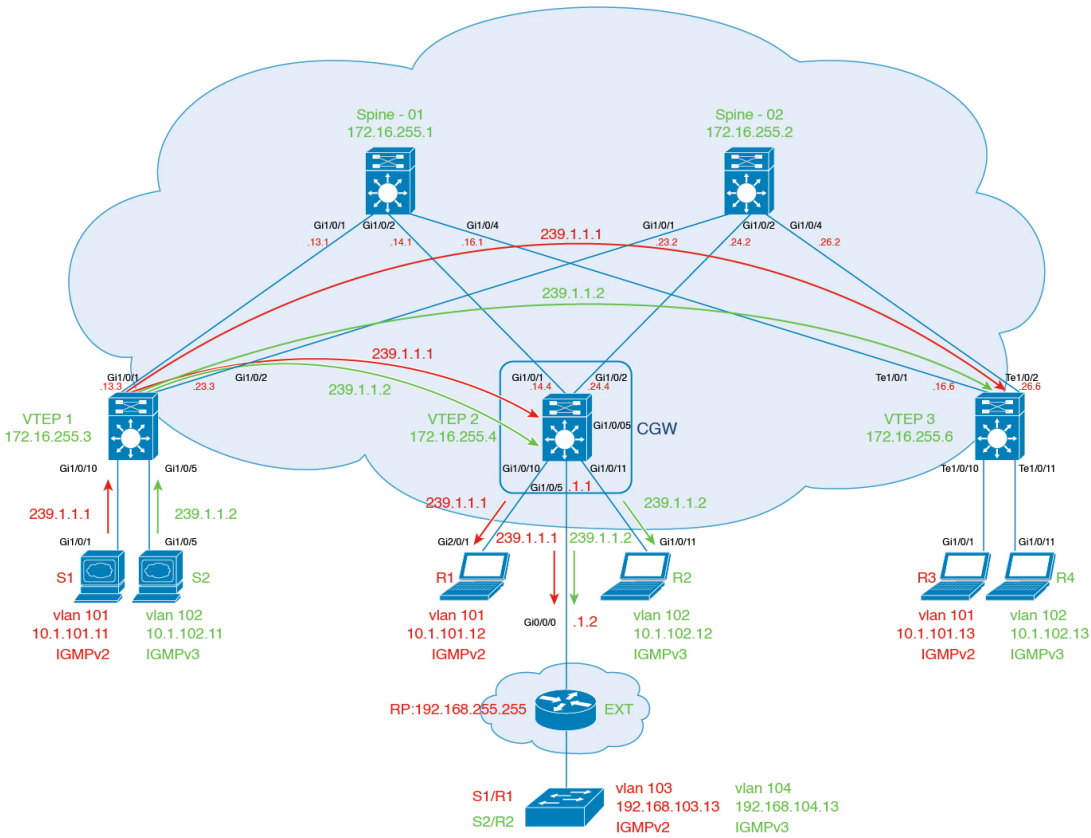 Spine - 01
172.16.255.1
Spine - 02
172.16.255.2
Gi1/0/1
Gi1/0/2
Gi1/0/4
.13.1
.14.1
.16.1
Gi1/0/1
Gi1/0/2
Gi1/0/4
.23.2
.24.2
.26.2
239.1.1.1
239.1.1.2
239.1.1.1
239.1.1.2
Gi1/0/1
.13.3
.23.3
Gi1/0/2
VTEP 1
172.16.255.3
Gi1/0/10
Gi1/0/5
239.1.1.1
239.1.1.2
Gi1/0/1
Gi1/0/5
S1
S2
vlan 101
10.1.101.11
IGMPv2
vlan 102
10.1.102.11
IGMPv3
Gi1/0/1
Gi1/0/2
.14.4
.24.4
VTEP 2
172.16.255.4
Gi1/0/05
CGW
Gi1/0/10
Gi1/0/11
Gi1/0/5
.1.1
239.1.1.1
239.1.1.2
239.1.1.1
239.1.1.2
Gi2/0/1
Gi1/0/11
R1
R2
vlan 101
10.1.101.12
IGMPv2
Gi0/0/0
.1.2
vlan 102
10.1.102.12
IGMPv3
Te1/0/1
Te1/0/2
.16.6
.26.6
VTEP 3
172.16.255.6
Te1/0/10
Te1/0/11
Gi1/0/1
Gi1/0/11
R3
R4
vlan 101
10.1.101.13
IGMPv2
vlan 102
10.1.102.13
IGMPv3
RP:192.168.255.255
EXT
S1/R1
S2/R2
vlan 103
192.168.103.13
IGMPv2
vlan 104
192.168.104.13
IGMPv3